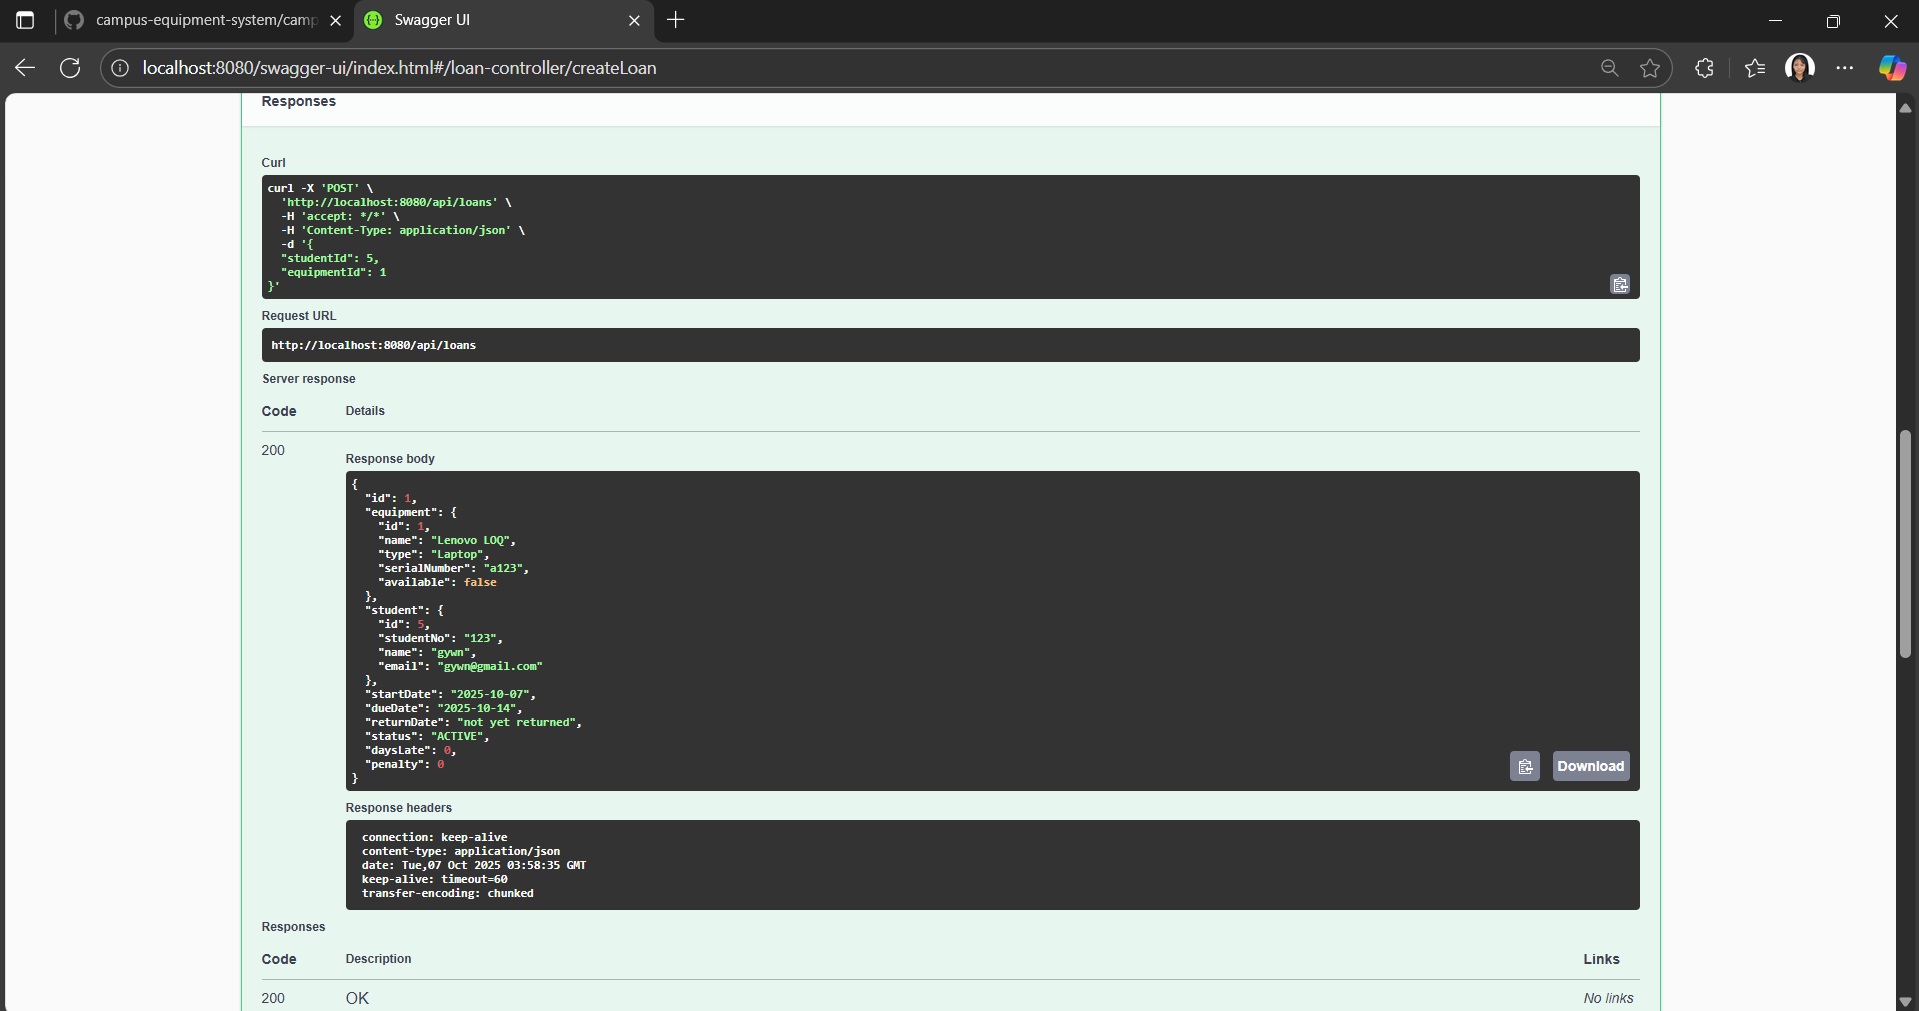 campus-equipment-system/camp
Swagger UI
localhost:8080/swagger-ui/index.html#/loan-controller/createLoan
Responses
Curl
curl -X 'POST' \
'http://localhost:8080/api/loans' \
-H 'accept: */*' \
-H 'Content-Type: application/json' \
-d '{
"studentId": 5,
"equipmentId": 1
}'
Request URL
http://localhost:8080/api/loans
Server response
Code Details
200
Response body
{
"id": 1,
"equipment": {
"id": 1,
"name": "Lenovo LOQ",
"type": "Laptop",
"serialNumber": "a123",
"available": false
},
"student": {
"id": 5,
"studentNo": "123",
"name": "gywn",
"email": "gywn@gmail.com"
},
"startDate": "2025-10-07",
"dueDate": "2025-10-14",
"returnDate": "not yet returned",
"status": "ACTIVE",
"daysLate": 0,
"penalty": 0
}
Download
Response headers
connection: keep-alive
content-type: application/json
date: Tue,07 Oct 2025 03:58:35 GMT
keep-alive: timeout=60
transfer-encoding: chunked
Responses
Code Description Links
200 OK No links